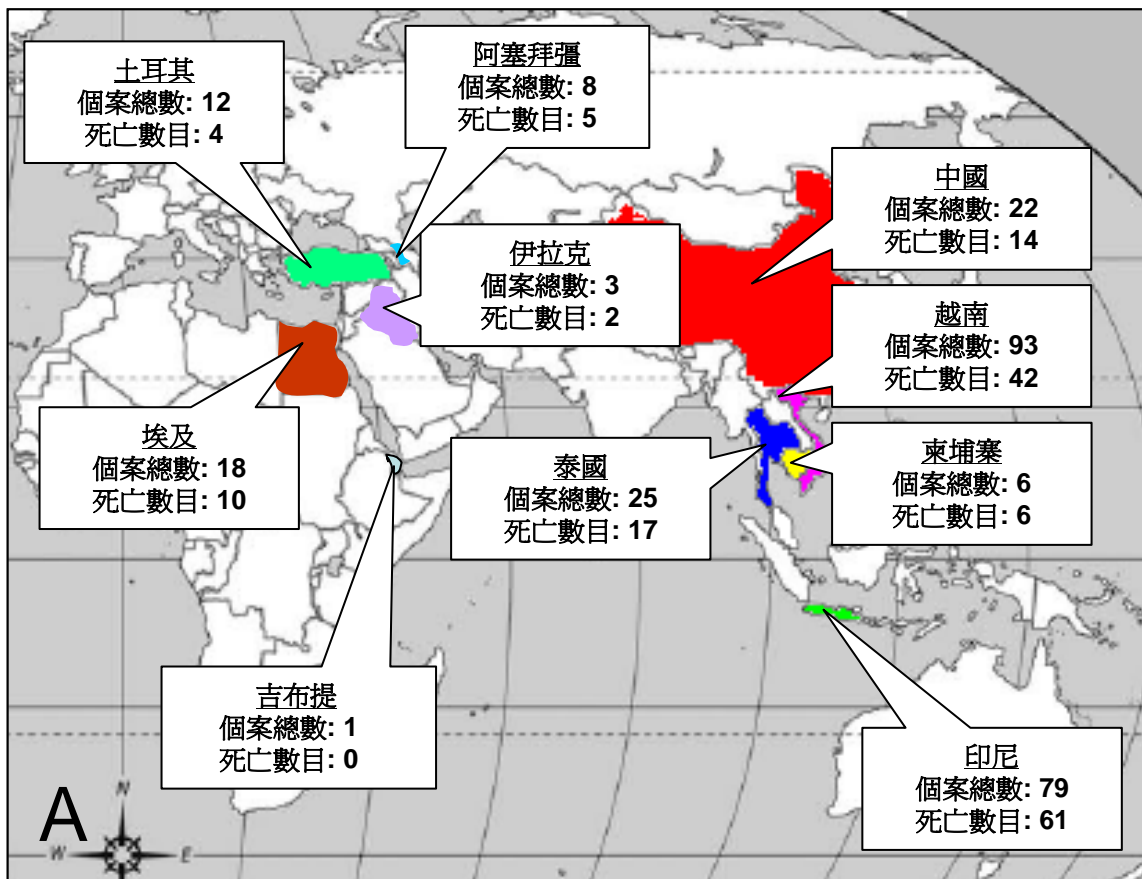 土耳其
個案總數: 12
死亡數目: 4
阿塞拜彊
個案總數: 8
死亡數目: 5
中國
個案總數: 22
死亡數目: 14
伊拉克
個案總數: 3
死亡數目: 2
越南
個案總數: 93
死亡數目: 42
埃及
個案總數: 18
死亡數目: 10
泰國
個案總數: 25
死亡數目: 17
柬埔寨
個案總數: 6
死亡數目: 6
吉布提
個案總數: 1
死亡數目: 0
印尼
個案總數: 79
死亡數目: 61
A
N
W
E